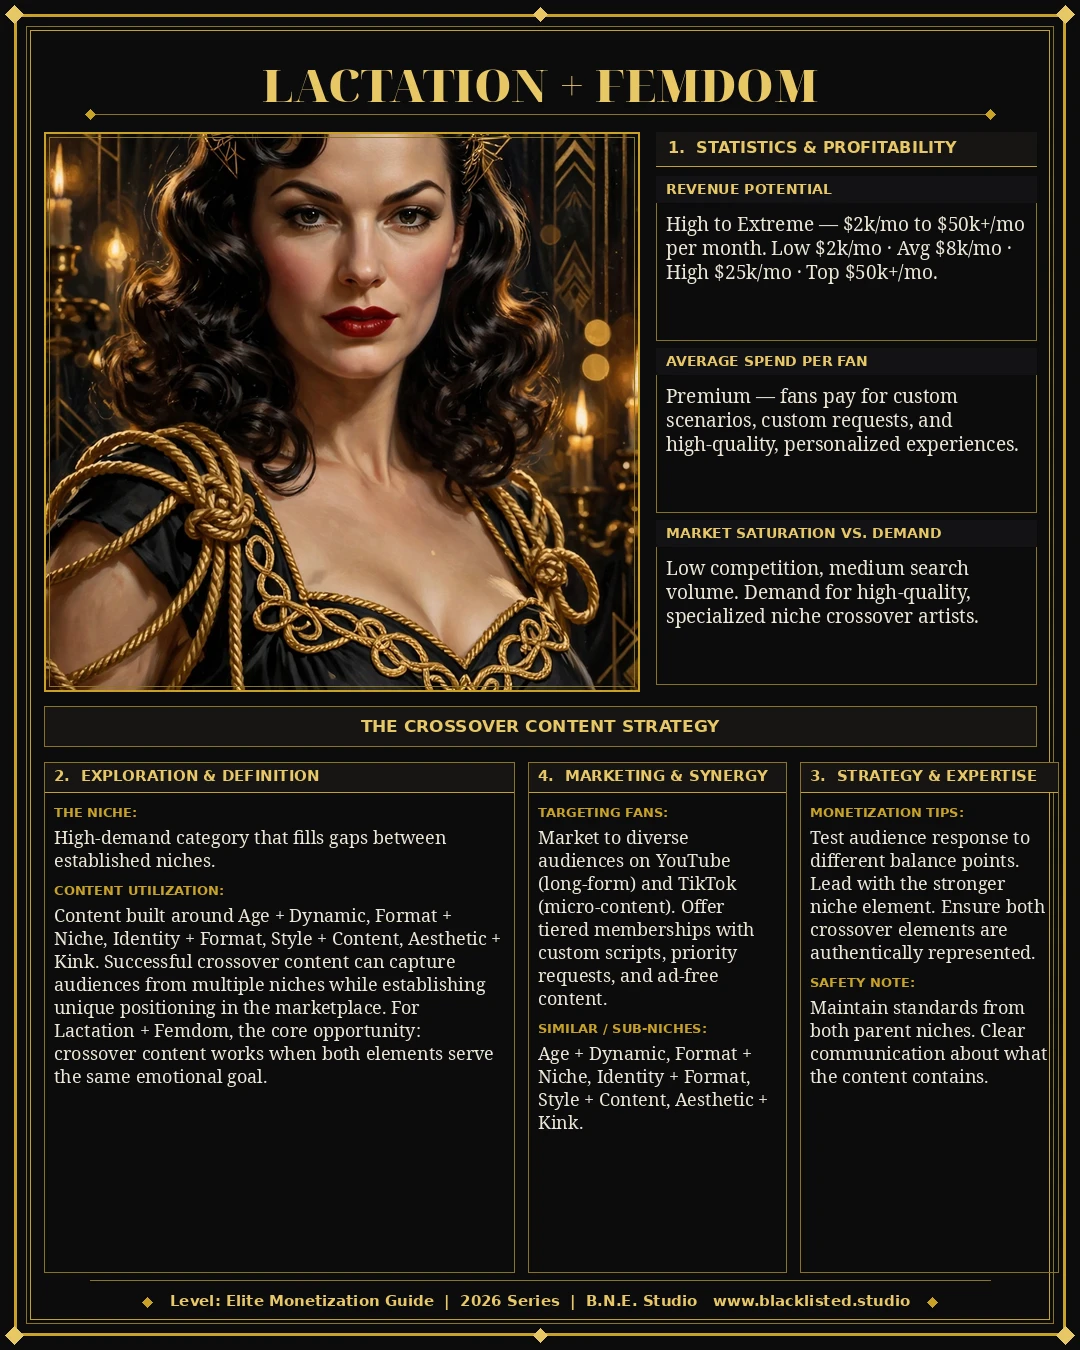 LACTATION + FEMDOM
1. STATISTICS & PROFITABILITY
REVENUE POTENTIAL
High to Extreme — $2k/mo to $50k+/mo
per month. Low $2k/mo · Avg $8k/mo ·
High $25k/mo · Top $50k+/mo.
AVERAGE SPEND PER FAN
Premium — fans pay for custom
scenarios, custom requests, and
high-quality, personalized experiences.
MARKET SATURATION VS. DEMAND
Low competition, medium search
volume. Demand for high-quality,
specialized niche crossover artists.
THE CROSSOVER CONTENT STRATEGY
2. EXPLORATION & DEFINITION
THE NICHE:
High-demand category that fills gaps between
established niches.
CONTENT UTILIZATION:
Content built around Age + Dynamic, Format +
Niche, Identity + Format, Style + Content, Aesthetic +
Kink. Successful crossover content can capture
audiences from multiple niches while establishing
unique positioning in the marketplace. For
Lactation + Femdom, the core opportunity:
crossover content works when both elements serve
the same emotional goal.
4. MARKETING & SYNERGY
TARGETING FANS:
Market to diverse
audiences on YouTube
(long-form) and TikTok
(micro-content). Offer
tiered memberships with
custom scripts, priority
requests, and ad-free
content.
SIMILAR / SUB-NICHES:
Age + Dynamic, Format +
Niche, Identity + Format,
Style + Content, Aesthetic +
Kink.
3. STRATEGY & EXPERTISE
MONETIZATION TIPS:
Test audience response to
different balance points.
Lead with the stronger
niche element. Ensure both
crossover elements are
authentically represented.
SAFETY NOTE:
Maintain standards from
both parent niches. Clear
communication about what
the content contains.
Level: Elite Monetization Guide | 2026 Series | B.N.E. Studio www.blacklisted.studio